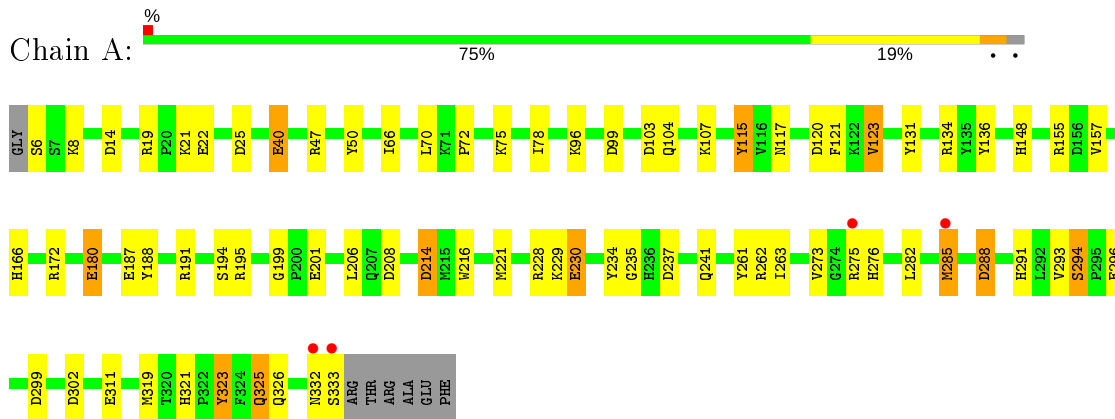 %
Chain A:
75% 19% • •
GLY S6 S7 K8 D14 R19 P20 K21 E22 D25 E40 R47 Y50 I66 L70 K71 P72 K75 I78 K96 D99 D103 Q104 K107 Y115 V116 N117 D120 F121 K122 V123 Y131 R134 Y135 Y136 H148 R155 D156 V157
H166 R172 E180 E187 Y188 R191 S194 R195 G199 P200 E201 L206 Q207 D208 D214 M215 W216 M221 R228 K229 E230 Y234 G235 H236 D237 Q241 Y261 R262 I263 V273 G274 R275 H276 L282 M285 D288 H291 L292 V293 S294 P295
D299 D302 E311 M319 T320 H321 P322 Y323 F324 Q325 Q326 N332 S333 ARG THR ARG ALA GLU PHE